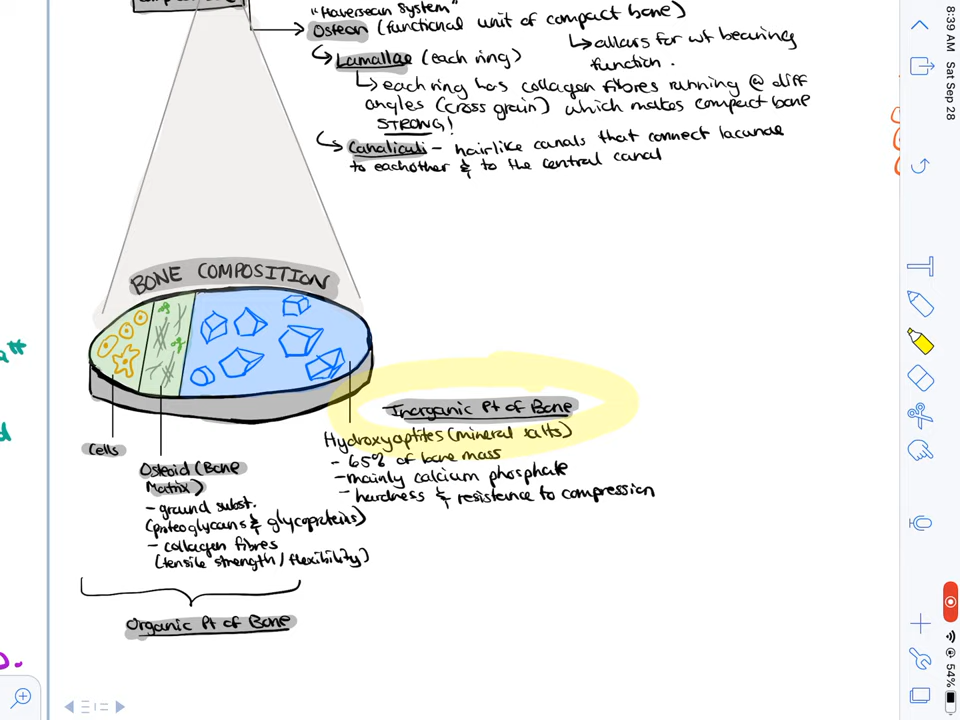 "Haversean System"
Osteon (functional unit of compact bone)
↳ allows for wt bearing
function.
↳ Lamallae (each ring)
↳ each ring has collagen fibres running @ diff
angles (cross grain) which makes compact bone
STRONG!
↳ Canaliculi - hairlike canals that connect lacunae
to eachother & to the central canal
BONE COMPOSITION
Inorganic Pt of Bone
Hydroxyaptites (mineral salts)
- 65% of bone mass
- mainly calcium phosphate
- hardness & resistance to compression
Cells
Osteoid (Bone
Matrix)
- ground subst.
(proteoglycans & glycoproteins)
- collagen fibres
(tensile strength / flexibility)
Organic Pt of Bone
8:39 AM Sat Sep 28
54%